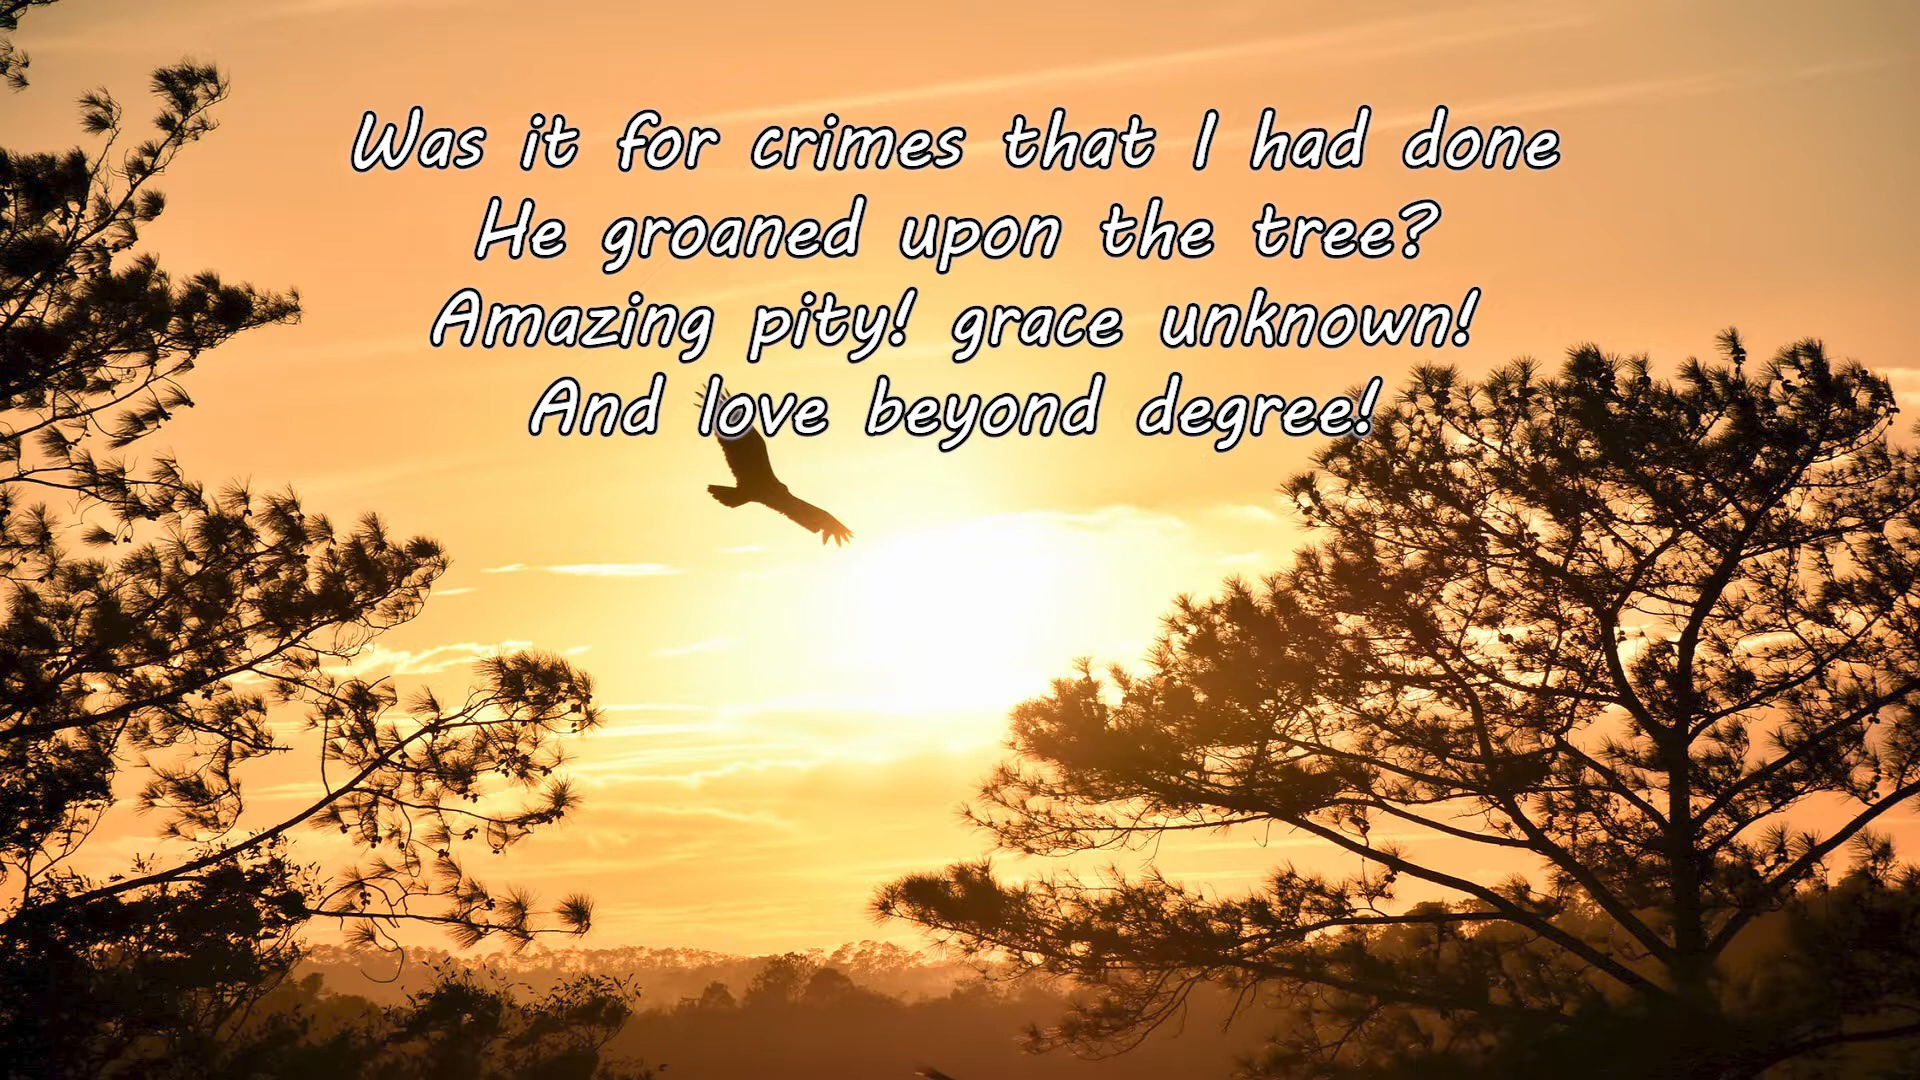 Was it for crimes that I had done
He groaned upon the tree?
Amazing pity! grace unknown!
And love beyond degree!